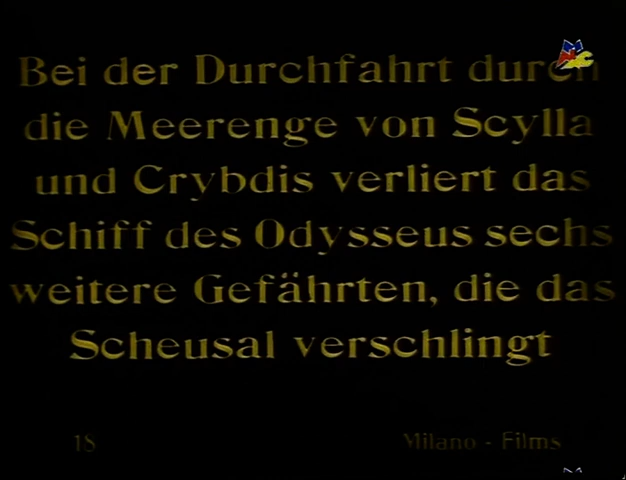 Bei der Durchfahrt durch
die Meerenge von Scylla
und Crybdis verliert das
Schiff des Odysseus sechs
weitere Gefährten, die das
Scheusal verschlingt
18 Milano - Films